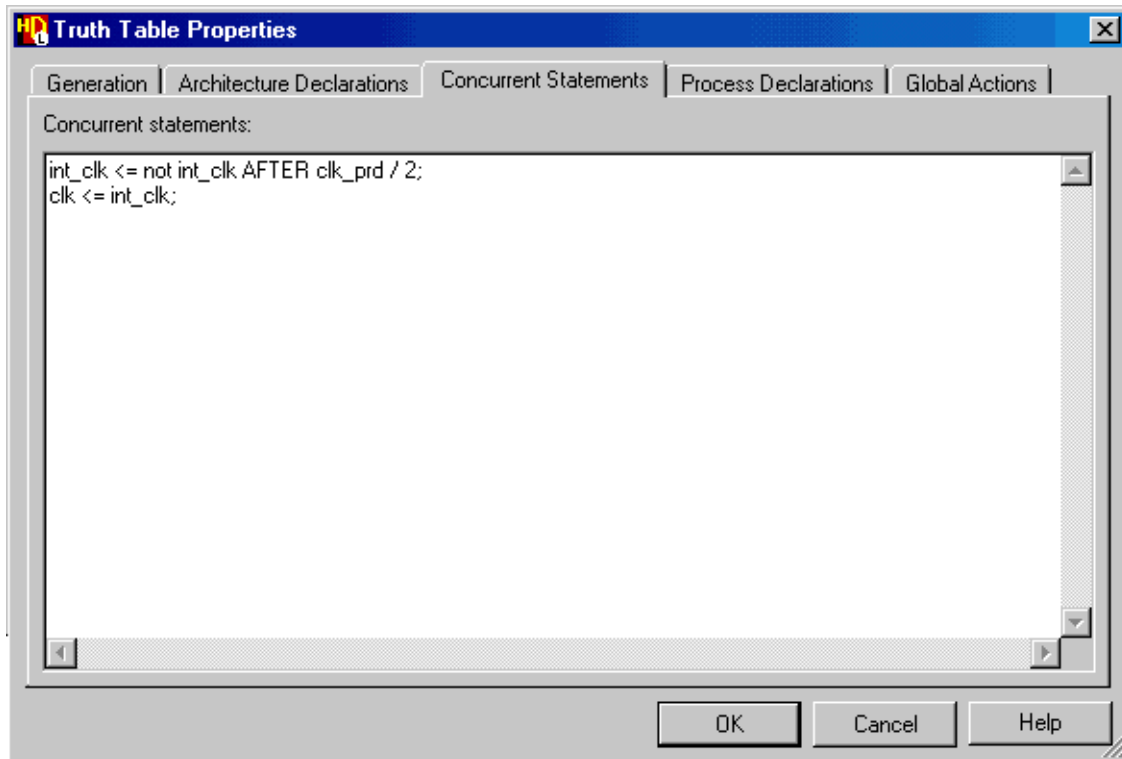 HDL Truth Table Properties
Generation Architecture Declarations Concurrent Statements Process Declarations Global Actions
Concurrent statements:
int_clk <= not int_clk AFTER clk_prd / 2;
clk <= int_clk;
OK Cancel Help